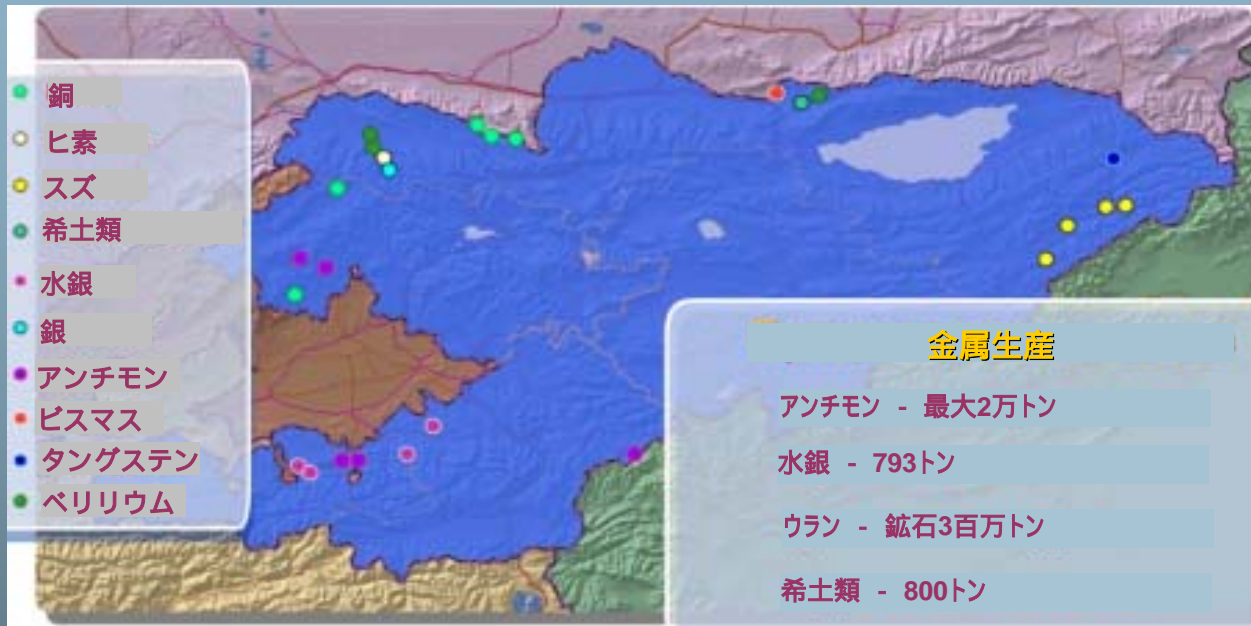 銅
ヒ素
スズ
希土類
水銀
銀
アンチモン
ビスマス
タングステン
ベリリウム
金属生産
アンチモン - 最大2万トン
水銀 - 793トン
ウラン - 鉱石3百万トン
希土類 - 800トン